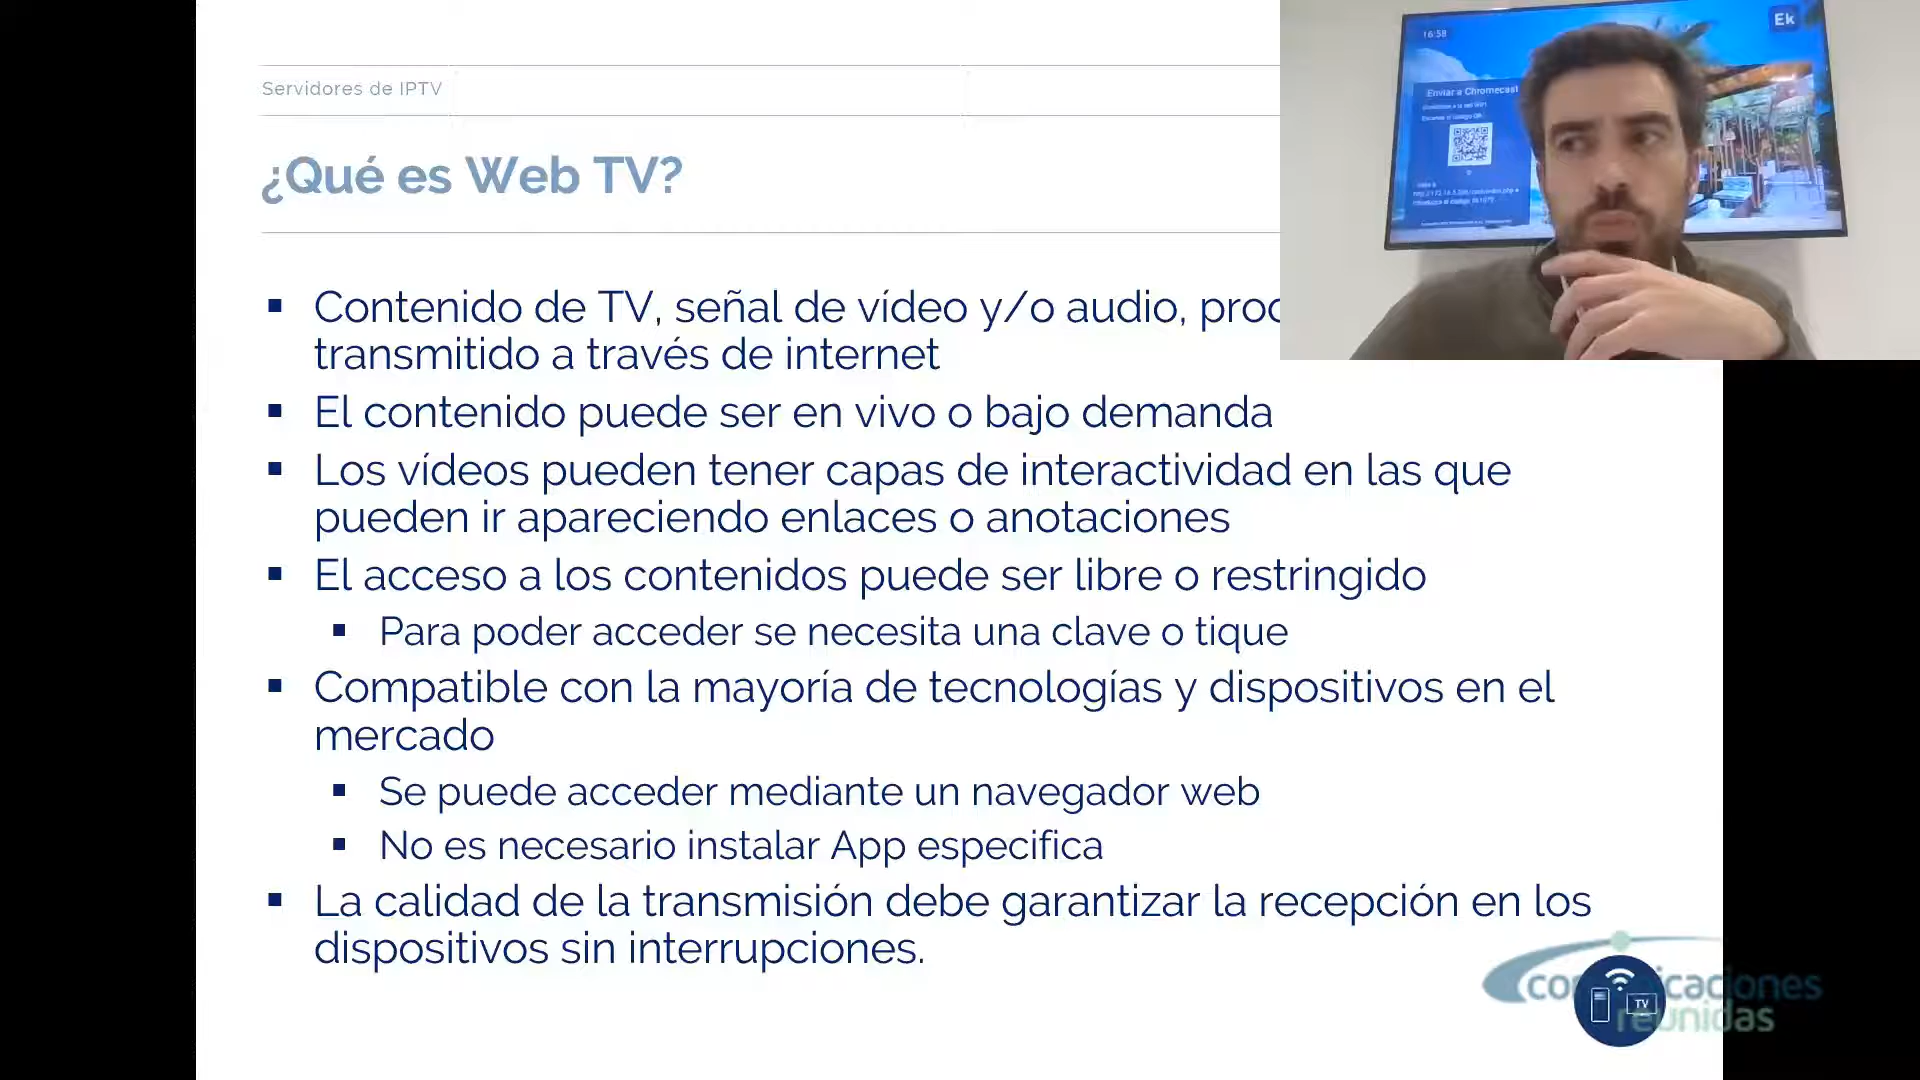 Servidores de IPTV
¿Qué es Web TV?
▪ Contenido de TV, señal de vídeo y/o audio,
transmitido a través de internet
▪ El contenido puede ser en vivo o bajo demanda
▪ Los vídeos pueden tener capas de interactividad en las que
pueden ir apareciendo enlaces o anotaciones
▪ El acceso a los contenidos puede ser libre o restringido
▪ Para poder acceder se necesita una clave o tique
▪ Compatible con la mayoría de tecnologías y dispositivos en el
mercado
▪ Se puede acceder mediante un navegador web
▪ No es necesario instalar App especifica
▪ La calidad de la transmisión debe garantizar la recepción en los
dispositivos sin interrupciones.
16:58
Ek
Enviar a Chromecast
TV
reunidas